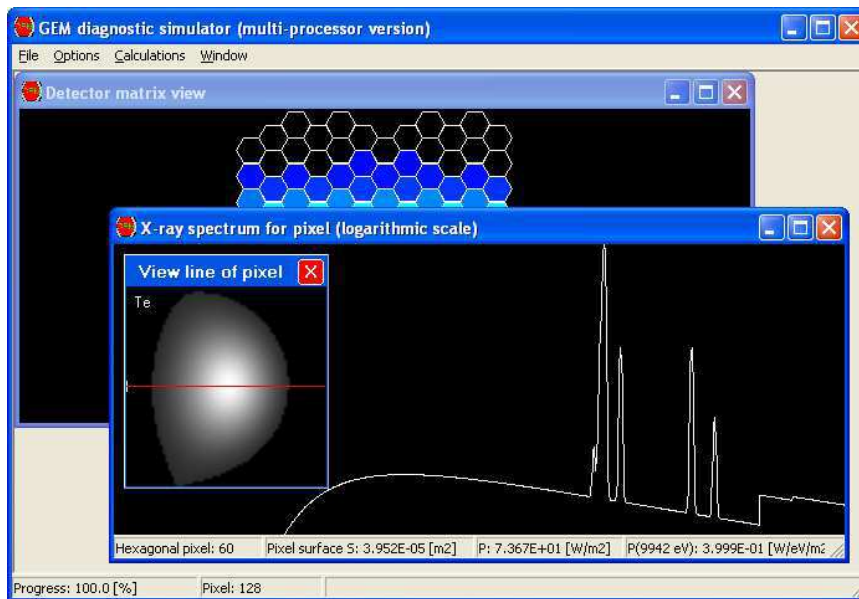 GEM diagnostic simulator (multi-processor version)
File Options Calculations Window
Detector matrix view
X-ray spectrum for pixel (logarithmic scale)
View line of pixel
Te
Hexagonal pixel: 60 Pixel surface S: 3.952E-05 [m2] P: 7.367E+01 [W/m2] P(9942 eV): 3.999E-01 [W/eV/m2
Progress: 100.0 [%] Pixel: 128